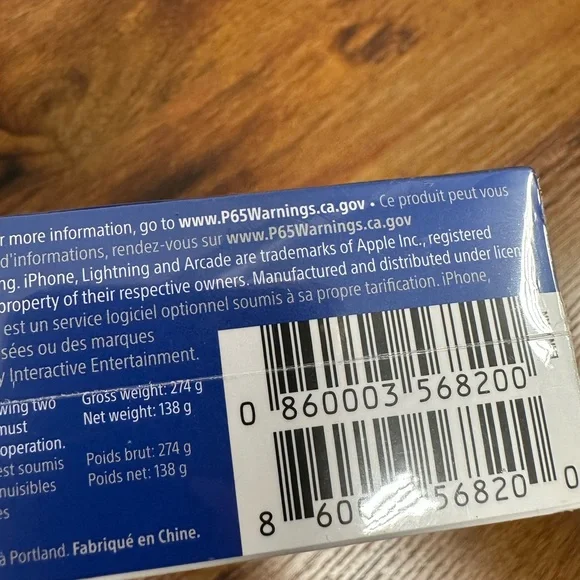 r more information, go to www.P65Warnings.ca.gov • Ce produit peut vous
d'informations, rendez-vous sur www.P65Warnings.ca.gov
ng. iPhone, Lightning and Arcade are trademarks of Apple Inc., registered
property of their respective owners. Manufactured and distributed under licen
est un service logiciel optionnel soumis à sa propre tarification. iPhone,
sées ou des marques
y Interactive Entertainment.
wing two
must
operation.
est soumis
nuisibles
es
Gross weight: 274 g
Net weight: 138 g
Poids brut: 274 g
Poids net: 138 g
à Portland. Fabriqué en Chine.
0 860003 568200
8 60 56820 0